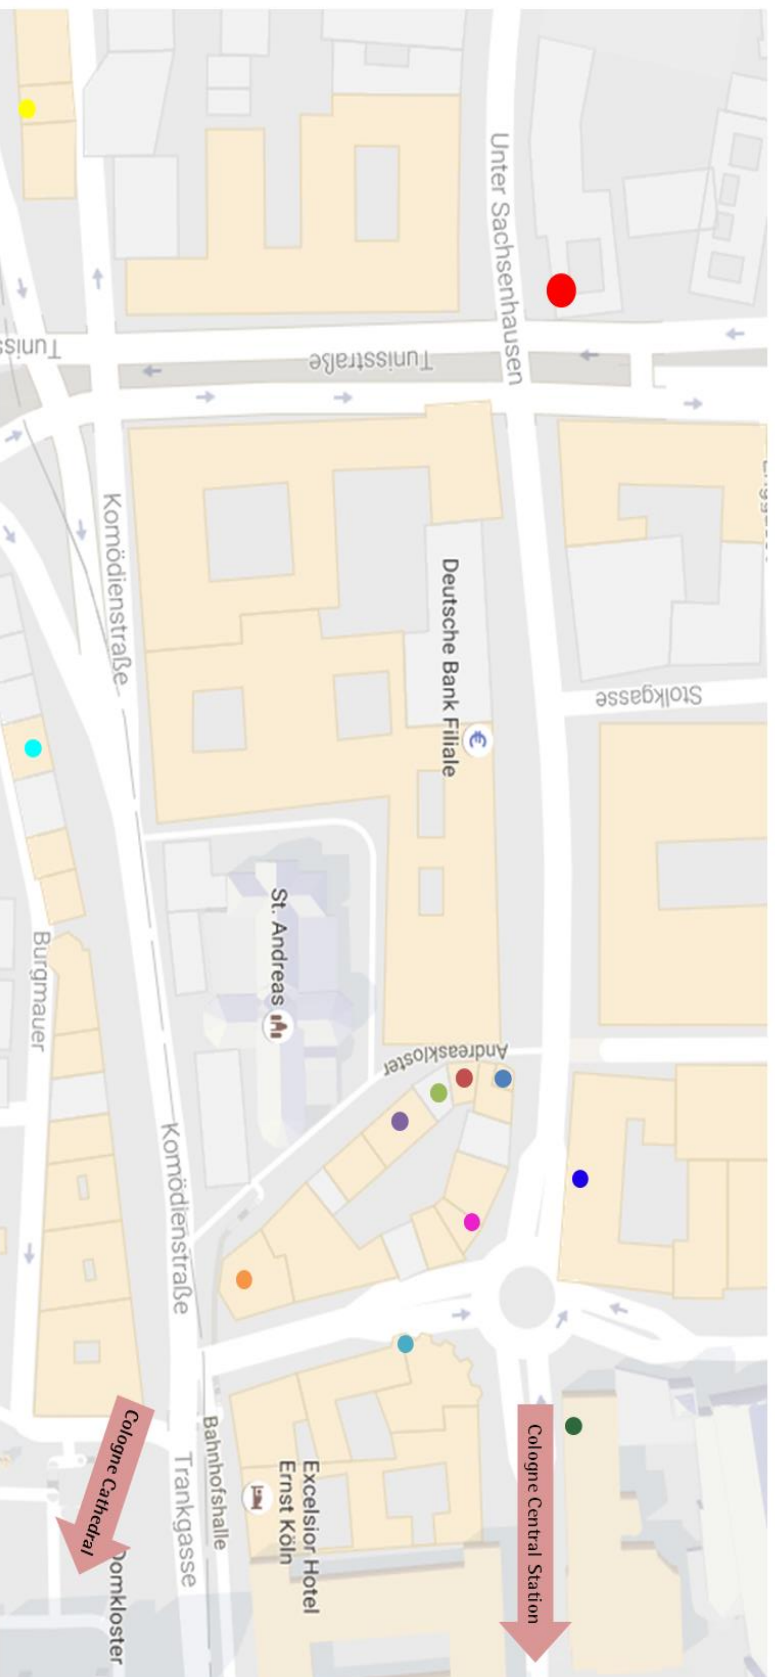 Unter Sachsenhausen
Tunisstraße
Tuniss
Komödienstraße
Deutsche Bank Filiale
Stolkgasse
St. Andreas
Burgmauer
Andreaskloster
Komödienstraße
Cologne Cathedral
Cologne Central Station
Bahnhofshalle
Trankgasse
Excelsior Hotel
Ernst Köln
Domkloster